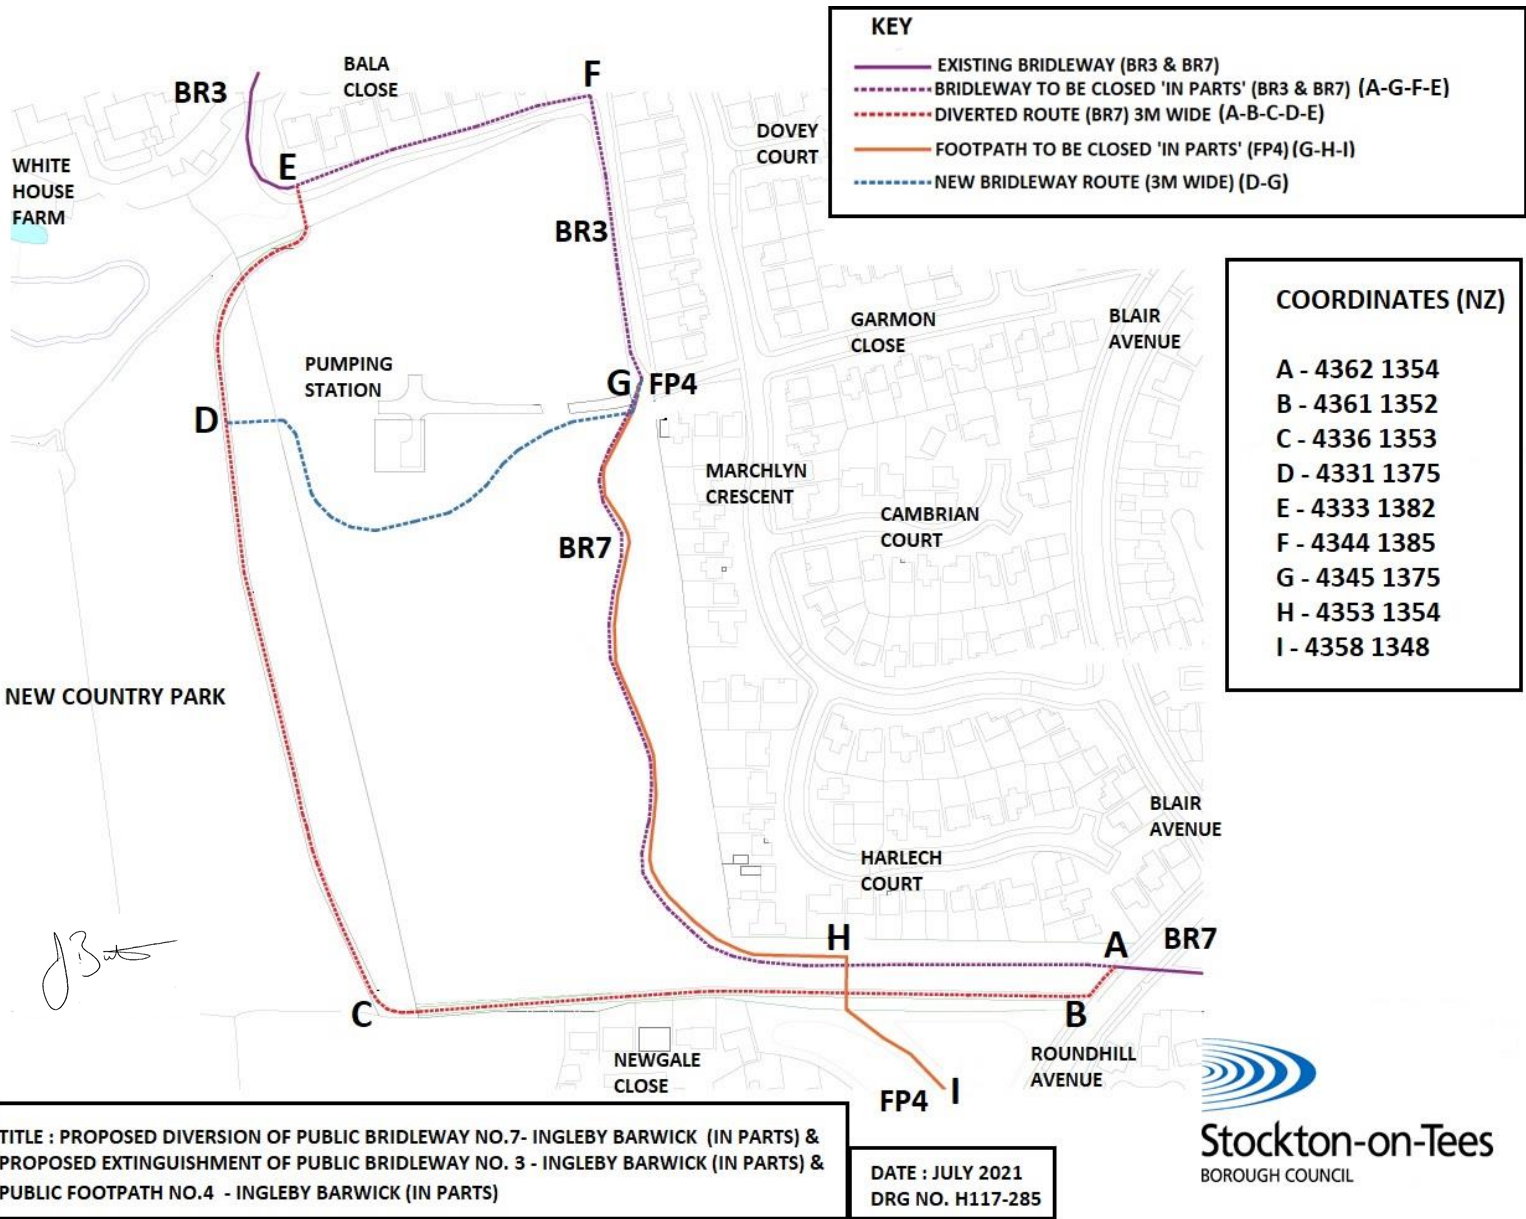 KEY
EXISTING BRIDLEWAY (BR3 & BR7)
BRIDLEWAY TO BE CLOSED 'IN PARTS' (BR3 & BR7) (A-G-F-E)
DIVERTED ROUTE (BR7) 3M WIDE (A-B-C-D-E)
FOOTPATH TO BE CLOSED 'IN PARTS' (FP4) (G-H-I)
NEW BRIDLEWAY ROUTE (3M WIDE) (D-G)
BR3
BALA
CLOSE
F
DOVEY
COURT
WHITE
HOUSE
FARM
E
BR3
COORDINATES (NZ)
A - 4362 1354
B - 4361 1352
C - 4336 1353
D - 4331 1375
E - 4333 1382
F - 4344 1385
G - 4345 1375
H - 4353 1354
I - 4358 1348
GARMON
CLOSE
BLAIR
AVENUE
PUMPING
STATION
G
FP4
D
MARCHLYN
CRESCENT
CAMBRIAN
COURT
BR7
NEW COUNTRY PARK
BLAIR
AVENUE
HARLECH
COURT
H
A
BR7
C
B
NEWGALE
CLOSE
ROUNDHILL
AVENUE
FP4
I
TITLE : PROPOSED DIVERSION OF PUBLIC BRIDLEWAY NO.7- INGLEBY BARWICK (IN PARTS) &
PROPOSED EXTINGUISHMENT OF PUBLIC BRIDLEWAY NO. 3 - INGLEBY BARWICK (IN PARTS) &
PUBLIC FOOTPATH NO.4 - INGLEBY BARWICK (IN PARTS)
DATE : JULY 2021
DRG NO. H117-285
Stockton-on-Tees
BOROUGH COUNCIL